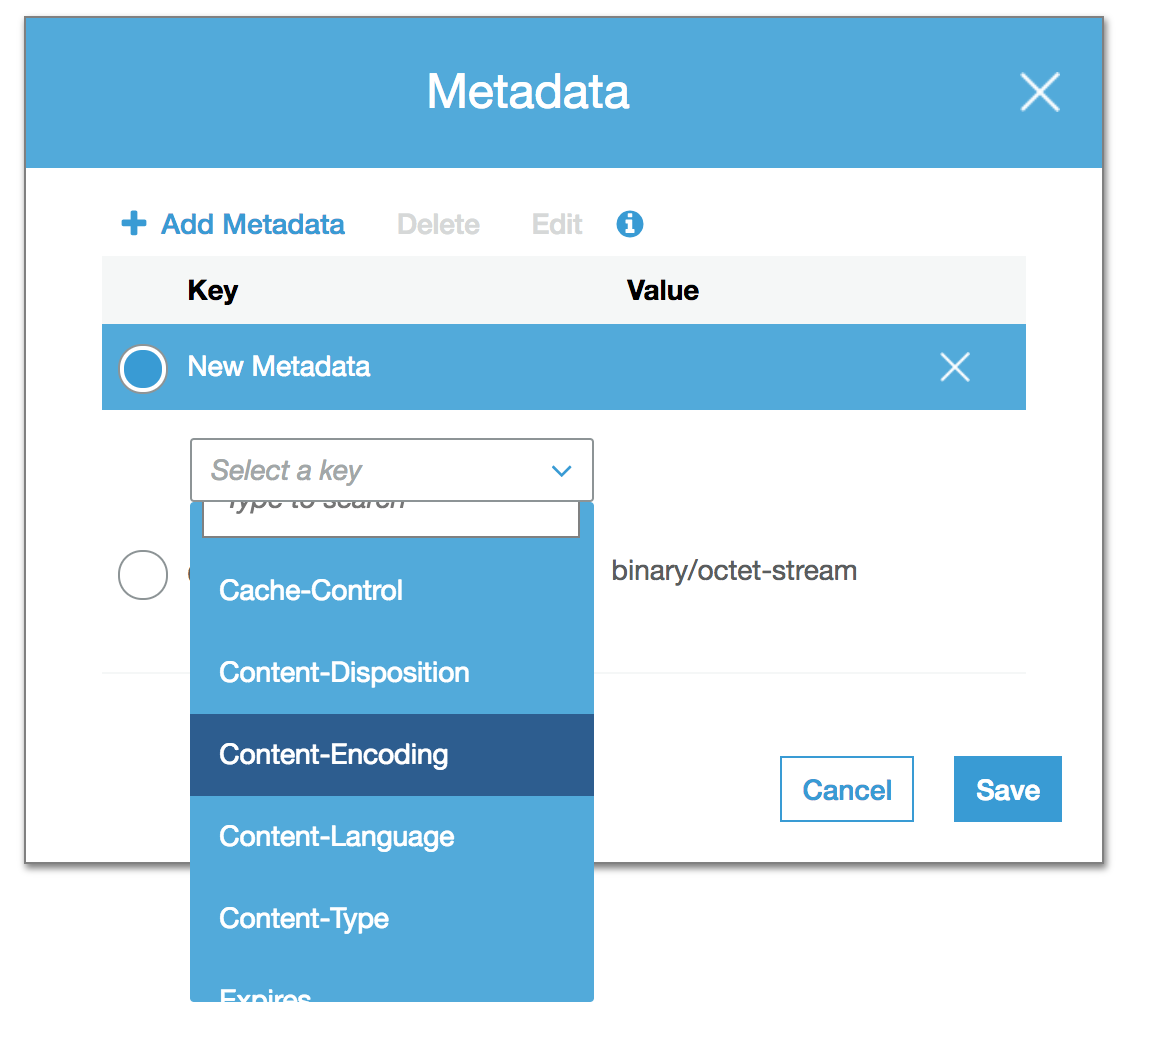 Metadata
Add Metadata Delete Edit
Key Value
New Metadata
Select a key
Type to search
binary/octet-stream
Cache-Control
Content-Disposition
Content-Encoding
Content-Language
Content-Type
Expires
Cancel Save